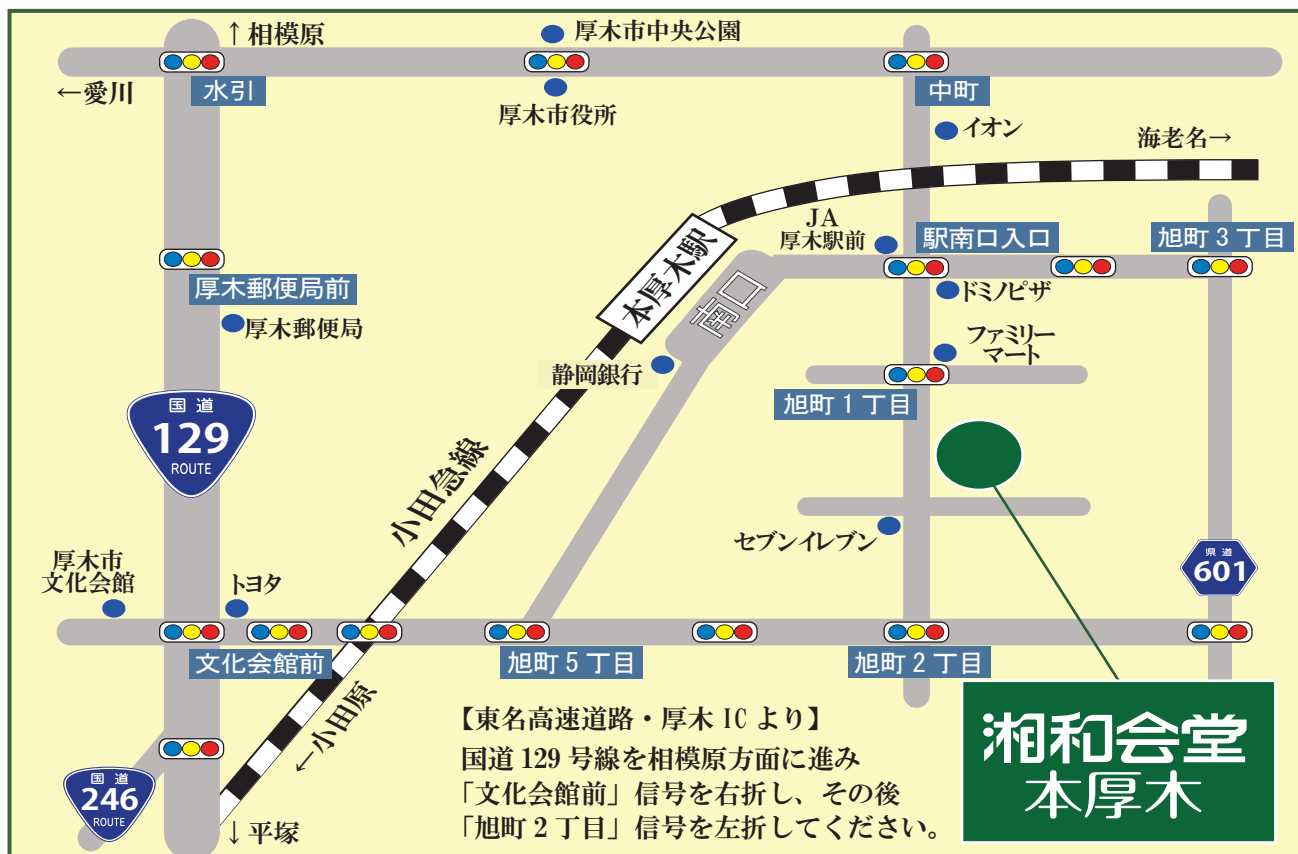 ↑相模原
厚木市中央公園
←愛川
水引
厚木市役所
中町
イオン
海老名→
JA
厚木駅前
駅南口入口
旭町3丁目
本厚木駅
南口
厚木郵便局前
厚木郵便局
ドミノピザ
ファミリー
マート
静岡銀行
旭町1丁目
国道
129
ROUTE
小田急線
セブンイレブン
県道
601
厚木市
文化会館
トヨタ
文化会館前
旭町5丁目
旭町2丁目
←小田原
国道
246
ROUTE
↓平塚
【東名高速道路・厚木ICより】
国道129号線を相模原方面に進み
「文化会館前」信号を右折し、その後
「旭町2丁目」信号を左折してください。
湘和会堂
本厚木